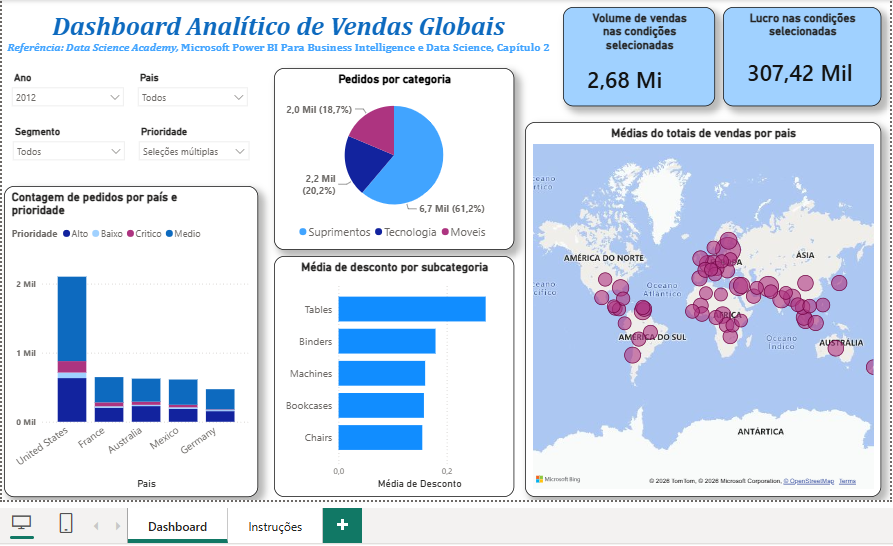 Dashboard Analítico de Vendas Globais
Referência: Data Science Academy, Microsoft Power BI Para Business Intelligence e Data Science, Capítulo 2
Volume de vendas
nas condições
selecionadas
2,68 Mi
Lucro nas condições
selecionadas
307,42 Mil
Ano
2012
Pais
Todos
Segmento
Todos
Prioridade
Seleções múltiplas
Pedidos por categoria
2,0 Mil (18,7%)
2,2 Mil
(20,2%)
6,7 Mil (61,2%)
Suprimentos Tecnologia Moveis
Contagem de pedidos por país e
prioridade
Prioridade Alto Baixo Critico Medio
2 Mil
1 Mil
0 Mil
United States
France
Australia
Mexico
Germany
Pais
Média de desconto por subcategoria
Tables
Binders
Machines
Bookcases
Chairs
0,0 0,2
Média de Desconto
Médias do totais de vendas por pais
AMÉRICA DO NORTE
ÁSIA
Oceano
Atlântico
ÁFRICA
AMÉRICA DO SUL
Oceano
Índico
AUSTRÁLIA
ANTÁRTICA
Microsoft Bing
© 2026 TomTom, © 2026 Microsoft Corporation, © OpenStreetMap Terms
Dashboard
Instruções
+